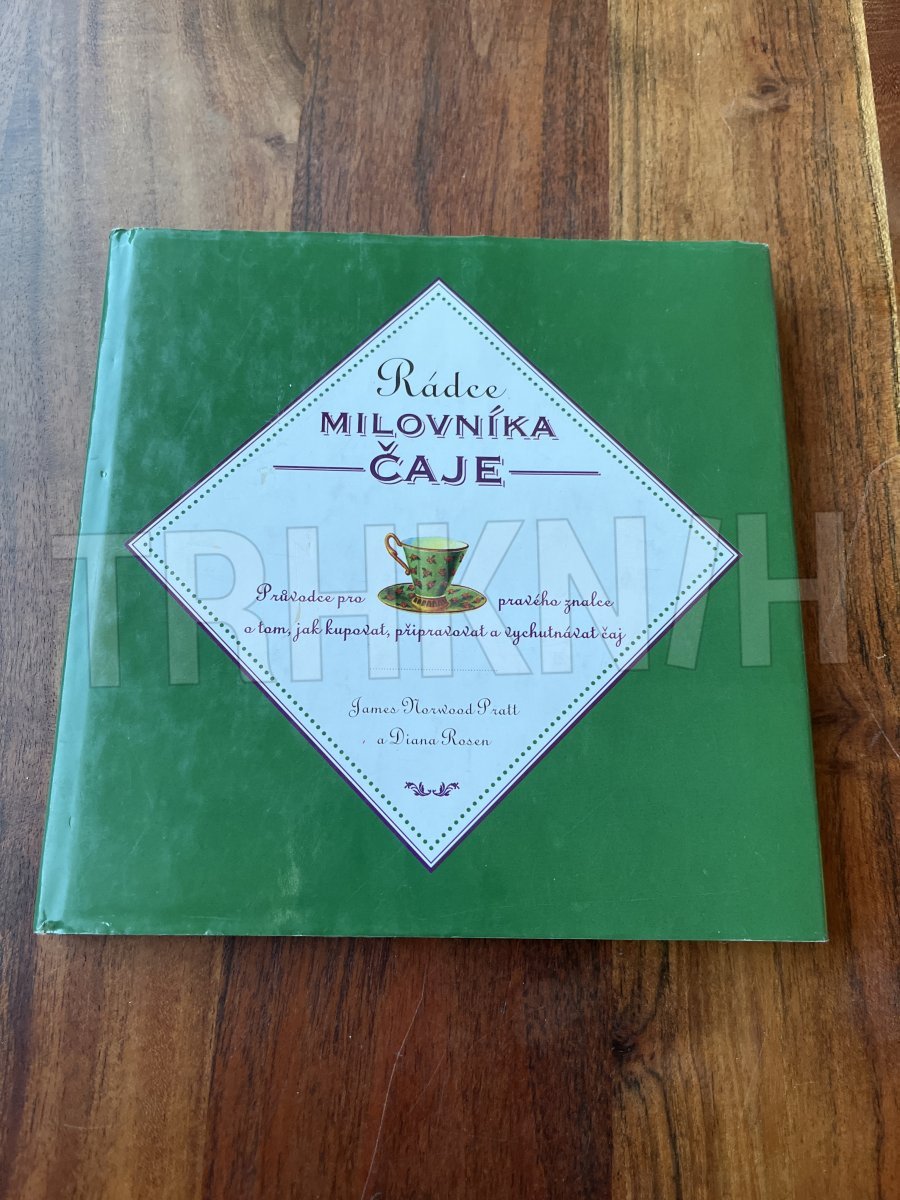 Rádce
MILOVNÍKA
ČAJE
Průvodce pro pravého znalce
o tom, jak kupovat, připravovat a vychutnávat čaj
James Norwood Pratt
a Diana Rosen
TRHKNIH